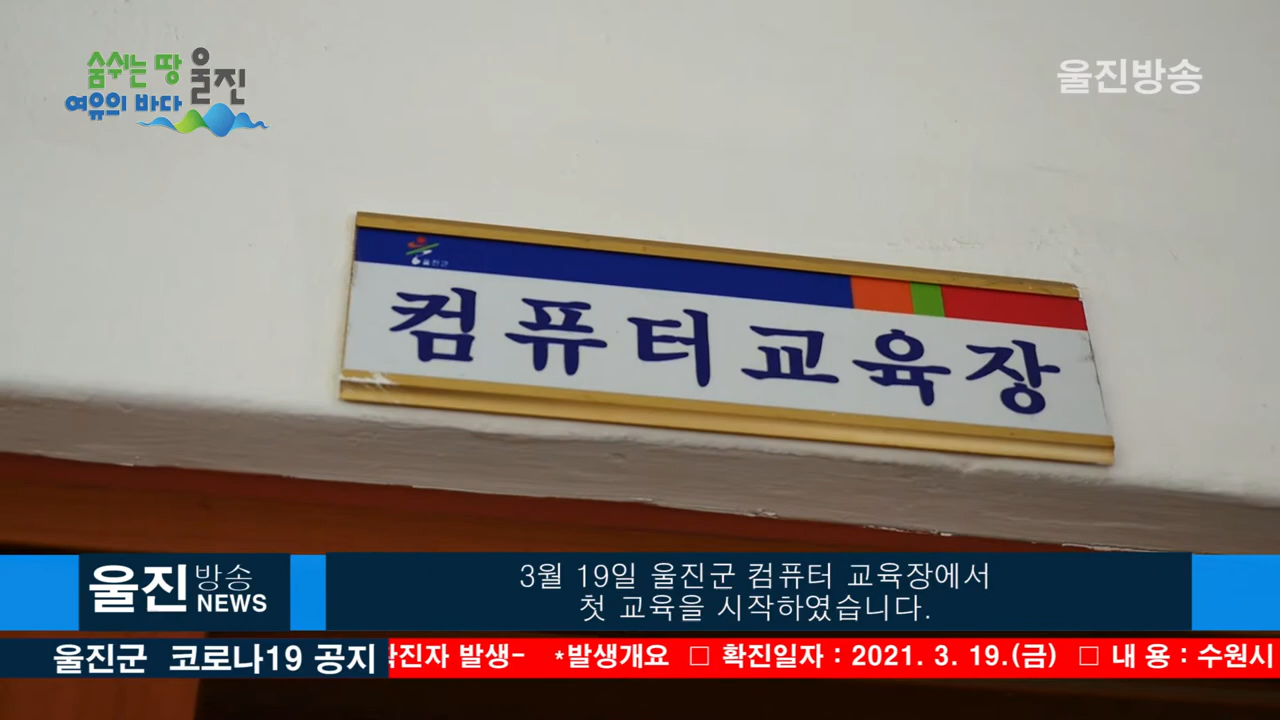 숨쉬는 땅 울진
여유의 바다
울진방송
울진군
컴퓨터교육장
울진 방송 NEWS
3월 19일 울진군 컴퓨터 교육장에서
첫 교육을 시작하였습니다.
울진군 코로나19 공지
확진자 발생- *발생개요 □ 확진일자 : 2021. 3. 19.(금) □ 내 용 : 수원시